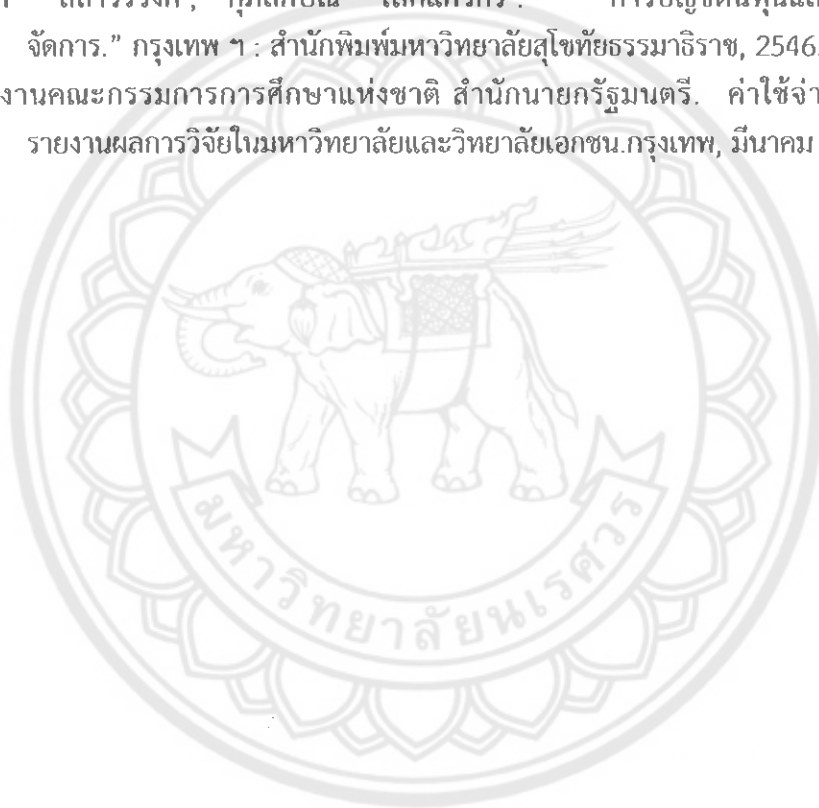 จัดการ.” กรุงเทพ ฯ : สำนักพิมพ์มหาวิทยาลัยสุโขทัยธรรมาธิราช, 2546.
งานคณะกรรมการการศึกษาแห่งชาติ สำนักนายกรัฐมนตรี. ค่าใช้จ่า
รายงานผลการวิจัยในมหาวิทยาลัยและวิทยาลัยเอกชน.กรุงเทพ, มีนาคม
มหาวิทยาลัยนเรศวร